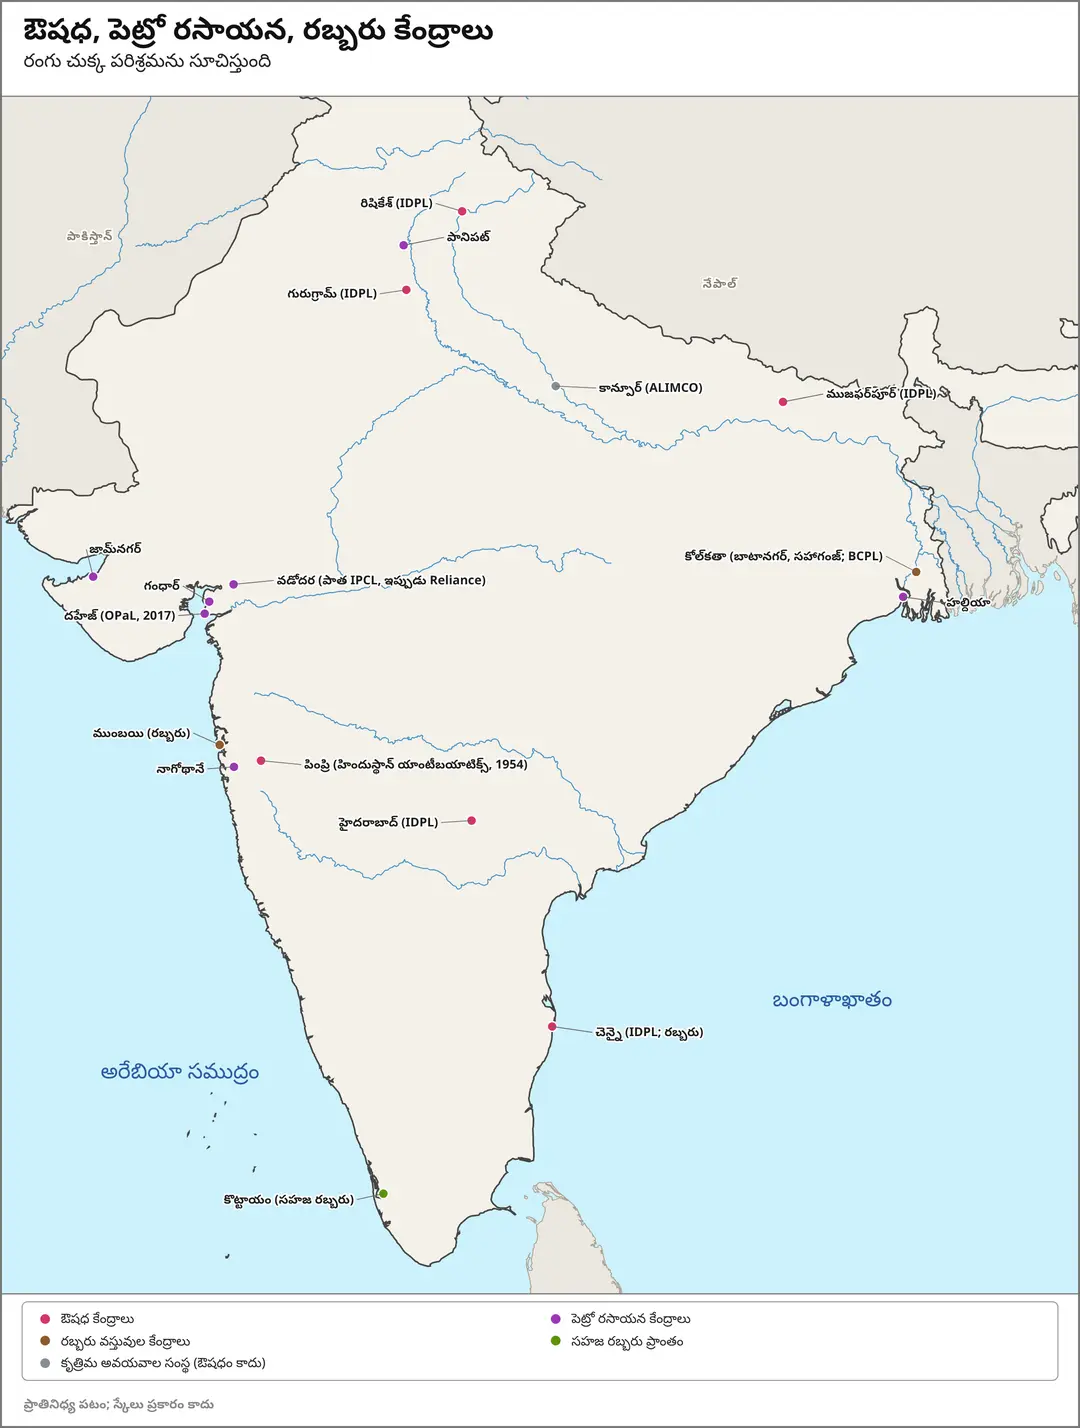 ఔషధ, పెట్రో రసాయన, రబ్బరు కేంద్రాలు
రంగు చుక్క పరిశ్రమను సూచిస్తుంది
రిషికేశ్ (IDPL)
పాకిస్తాన్
పానిపట్
నేపాల్
గురుగ్రామ్ (IDPL)
కాన్పూర్ (ALIMCO)
ముజఫర్‌పూర్ (IDPL)
జామ్‌నగర్
కోల్‌కతా (బాటానగర్, సహాగంజ్; BCPL)
వడోదర (పాత IPCL, ఇప్పుడు Reliance)
గంధార్
హల్దియా
దహేజ్ (OPaL, 2017)
ముంబయి (రబ్బరు)
పింప్రి (హిందుస్థాన్ యాంటీబయాటిక్స్, 1954)
నాగోథానే
హైదరాబాద్ (IDPL)
బంగాళాఖాతం
చెన్నై (IDPL; రబ్బరు)
అరేబియా సముద్రం
కొట్టాయం (సహజ రబ్బరు)
ఔషధ కేంద్రాలు
పెట్రో రసాయన కేంద్రాలు
రబ్బరు వస్తువుల కేంద్రాలు
సహజ రబ్బరు ప్రాంతం
కృత్రిమ అవయవాల సంస్థ (ఔషధం కాదు)
ప్రాతినిధ్య పటం; స్కేలు ప్రకారం కాదు